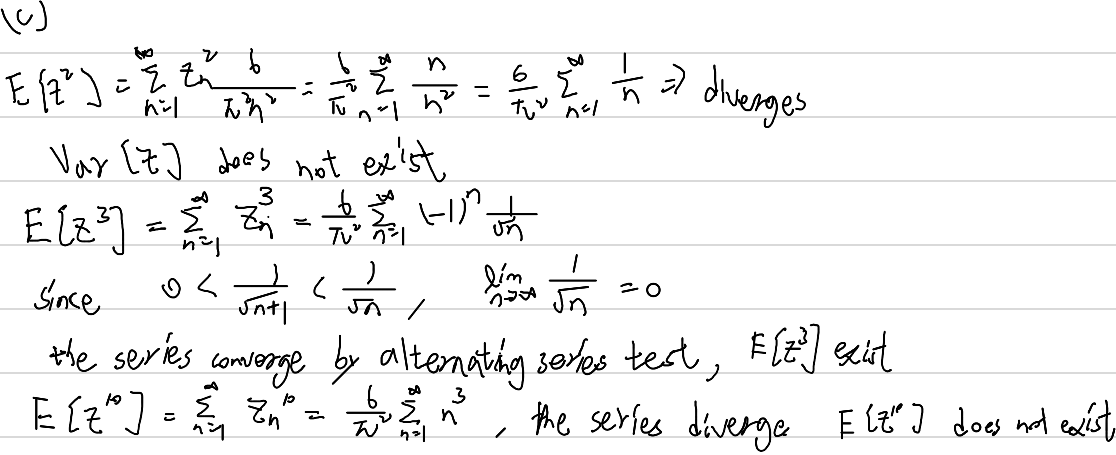 (c)
E[z²] = ∑_{n=1}^{∞} z_n² 6/(π²n²) = 6/π² ∑_{n=1}^{∞} n/n² = 6/π² ∑_{n=1}^{∞} 1/n ⇒ diverges
Var[z] does not exist
E[z³] = ∑_{n=1}^{∞} z_n³ = 6/π² ∑_{n=1}^{∞} (-1)ⁿ 1/√n
since 0 < 1/√(n+1) < 1/√n , lim_{n→∞} 1/√n = 0
the series converge by alternating series test, E[z³] exist
E[z¹⁰] = ∑_{n=1}^{∞} z_n¹⁰ = 6/π² ∑_{n=1}^{∞} n³ , the series diverge E[z¹⁰] does not exist